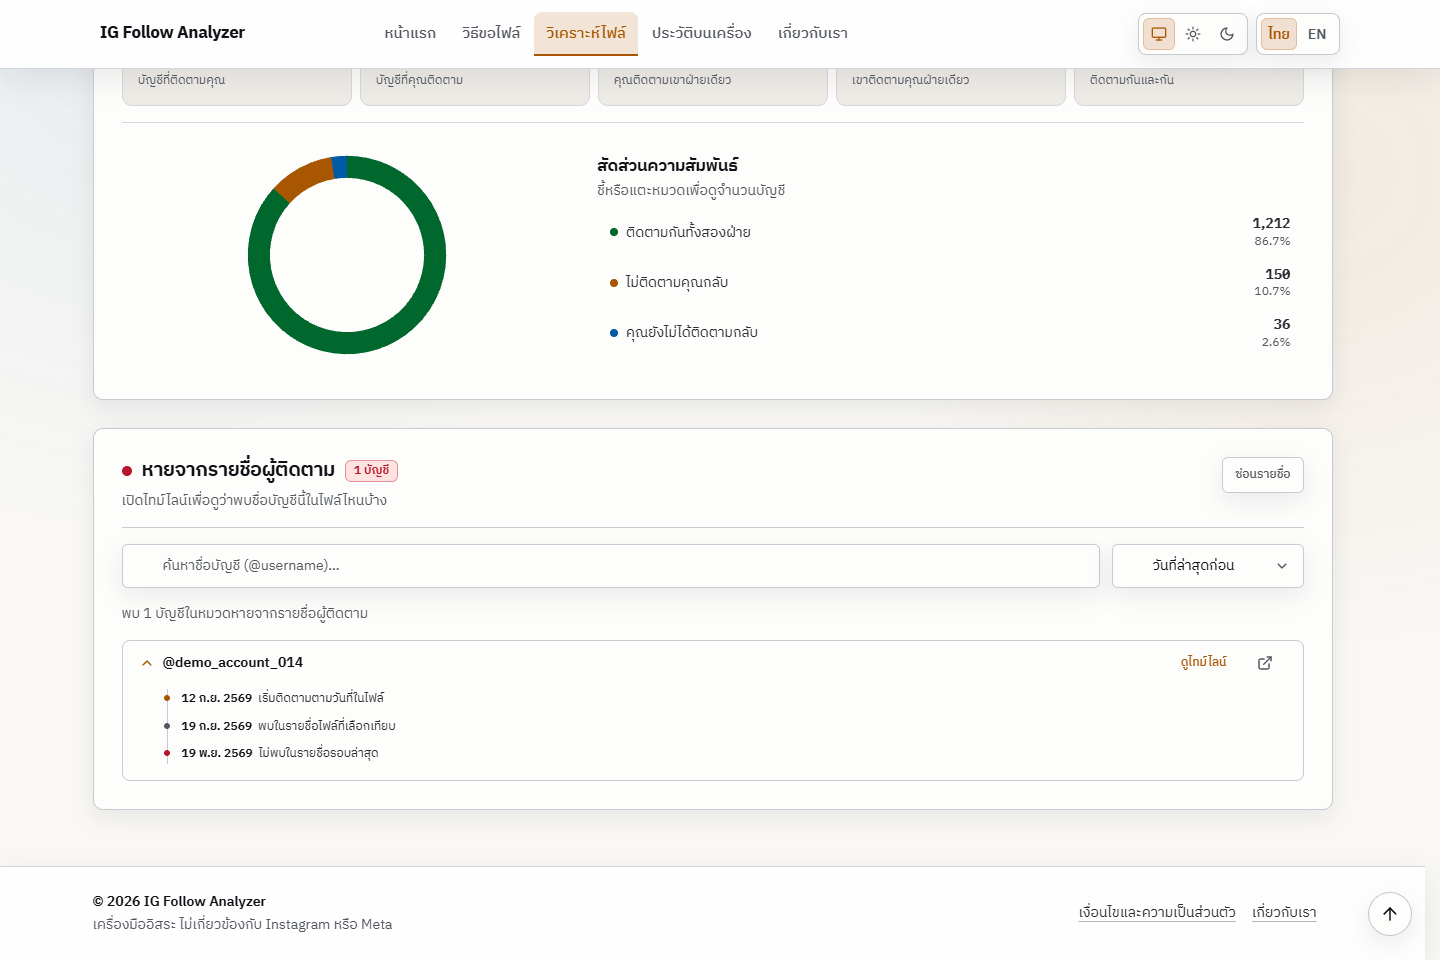 IG Follow Analyzer
หน้าแรก
วิธีขอไฟล์
วิเคราะห์ไฟล์
ประวัติบนเครื่อง
เกี่ยวกับเรา
ไทย
EN
บัญชีที่ติดตามคุณ
บัญชีที่คุณติดตาม
คุณติดตามเขาฝ่ายเดียว
เขาติดตามคุณฝ่ายเดียว
ติดตามกันและกัน
สัดส่วนความสัมพันธ์
ชี้หรือแตะหมวดเพื่อดูจำนวนบัญชี
ติดตามกันทั้งสองฝ่าย
1,212
86.7%
ไม่ติดตามคุณกลับ
150
10.7%
คุณยังไม่ได้ติดตามกลับ
36
2.6%
หายจากรายชื่อผู้ติดตาม
1 บัญชี
เปิดไทม์ไลน์เพื่อดูว่าพบชื่อบัญชีนี้ในไฟล์ไหนบ้าง
ซ่อนรายชื่อ
ค้นหาชื่อบัญชี (@username)...
วันที่ล่าสุดก่อน
พบ 1 บัญชีในหมวดหายจากรายชื่อผู้ติดตาม
@demo_account_014
ดูไทม์ไลน์
12 ก.ย. 2569 เริ่มติดตามตามวันที่ในไฟล์
19 ก.ย. 2569 พบในรายชื่อไฟล์ที่เลือกเทียบ
19 พ.ย. 2569 ไม่พบในรายชื่อรอบล่าสุด
© 2026 IG Follow Analyzer
เครื่องมืออิสระ ไม่เกี่ยวข้องกับ Instagram หรือ Meta
เงื่อนไขและความเป็นส่วนตัว
เกี่ยวกับเรา